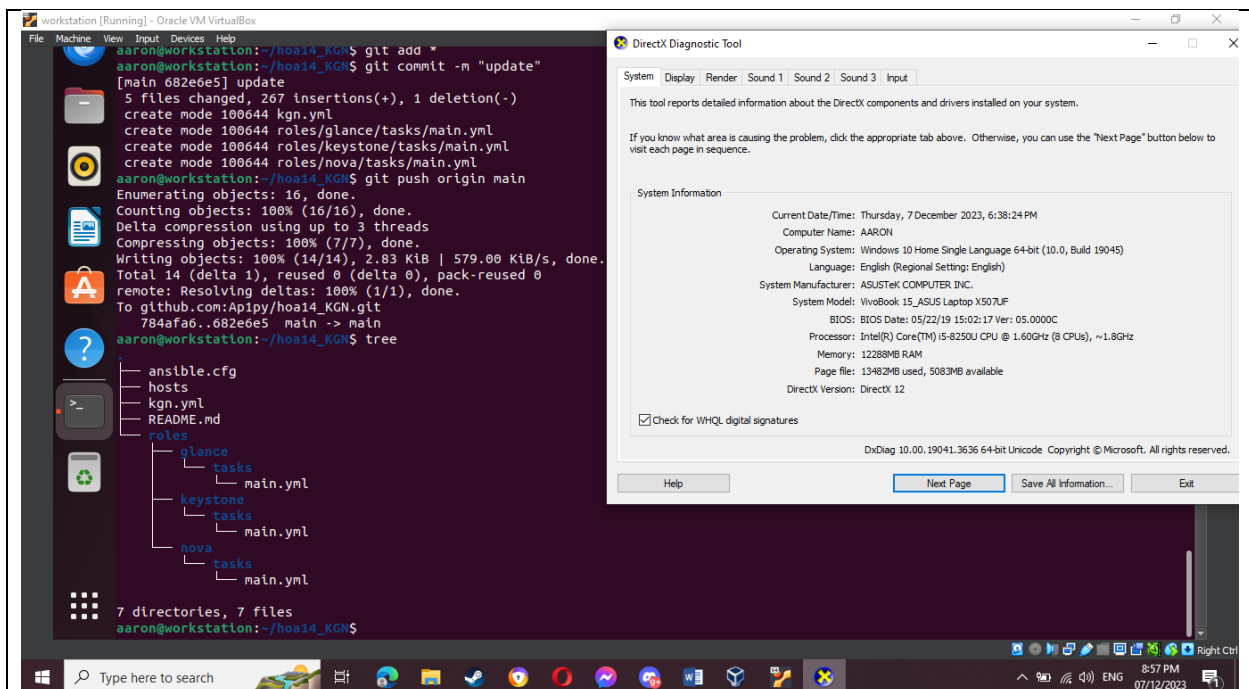 workstation [Running] - Oracle VM VirtualBox
File Machine View Input Devices Help
aaron@workstation:~/hoa14_KGN$ git add *
aaron@workstation:~/hoa14_KGN$ git commit -m "update"
[main 682e6e5] update
5 files changed, 267 insertions(+), 1 deletion(-)
create mode 100644 kgn.yml
create mode 100644 roles/glance/tasks/main.yml
create mode 100644 roles/keystone/tasks/main.yml
create mode 100644 roles/nova/tasks/main.yml
aaron@workstation:~/hoa14_KGN$ git push origin main
Enumerating objects: 16, done.
Counting objects: 100% (16/16), done.
Delta compression using up to 3 threads
Compressing objects: 100% (7/7), done.
Writing objects: 100% (14/14), 2.83 KiB | 579.00 KiB/s, done.
Total 14 (delta 1), reused 0 (delta 0), pack-reused 0
remote: Resolving deltas: 100% (1/1), done.
To github.com:Ap1py/hoa14_KGN.git
784afa6..682e6e5 main -> main
aaron@workstation:~/hoa14_KGN$ tree
.
├── ansible.cfg
├── hosts
├── kgn.yml
├── README.md
└── roles
├── glance
│   └── tasks
│       └── main.yml
├── keystone
│   └── tasks
│       └── main.yml
└── nova
└── tasks
└── main.yml
7 directories, 7 files
aaron@workstation:~/hoa14_KGN$
DirectX Diagnostic Tool
System Display Render Sound 1 Sound 2 Sound 3 Input
This tool reports detailed information about the DirectX components and drivers installed on your system.
If you know what area is causing the problem, click the appropriate tab above. Otherwise, you can use the "Next Page" button below to
visit each page in sequence.
System Information
Current Date/Time: Thursday, 7 December 2023, 6:38:24 PM
Computer Name: AARON
Operating System: Windows 10 Home Single Language 64-bit (10.0, Build 19045)
Language: English (Regional Setting: English)
System Manufacturer: ASUSTeK COMPUTER INC.
System Model: VivoBook 15_ASUS Laptop X507UF
BIOS: BIOS Date: 05/22/19 15:02:17 Ver: 05.0000C
Processor: Intel(R) Core(TM) i5-8250U CPU @ 1.60GHz (8 CPUs), ~1.8GHz
Memory: 12288MB RAM
Page file: 13482MB used, 5083MB available
DirectX Version: DirectX 12
Check for WHQL digital signatures
DxDiag 10.00.19041.3636 64-bit Unicode Copyright © Microsoft. All rights reserved.
Help Next Page Save All Information... Exit
Right Ctrl
Type here to search
ENG
8:57 PM
07/12/2023